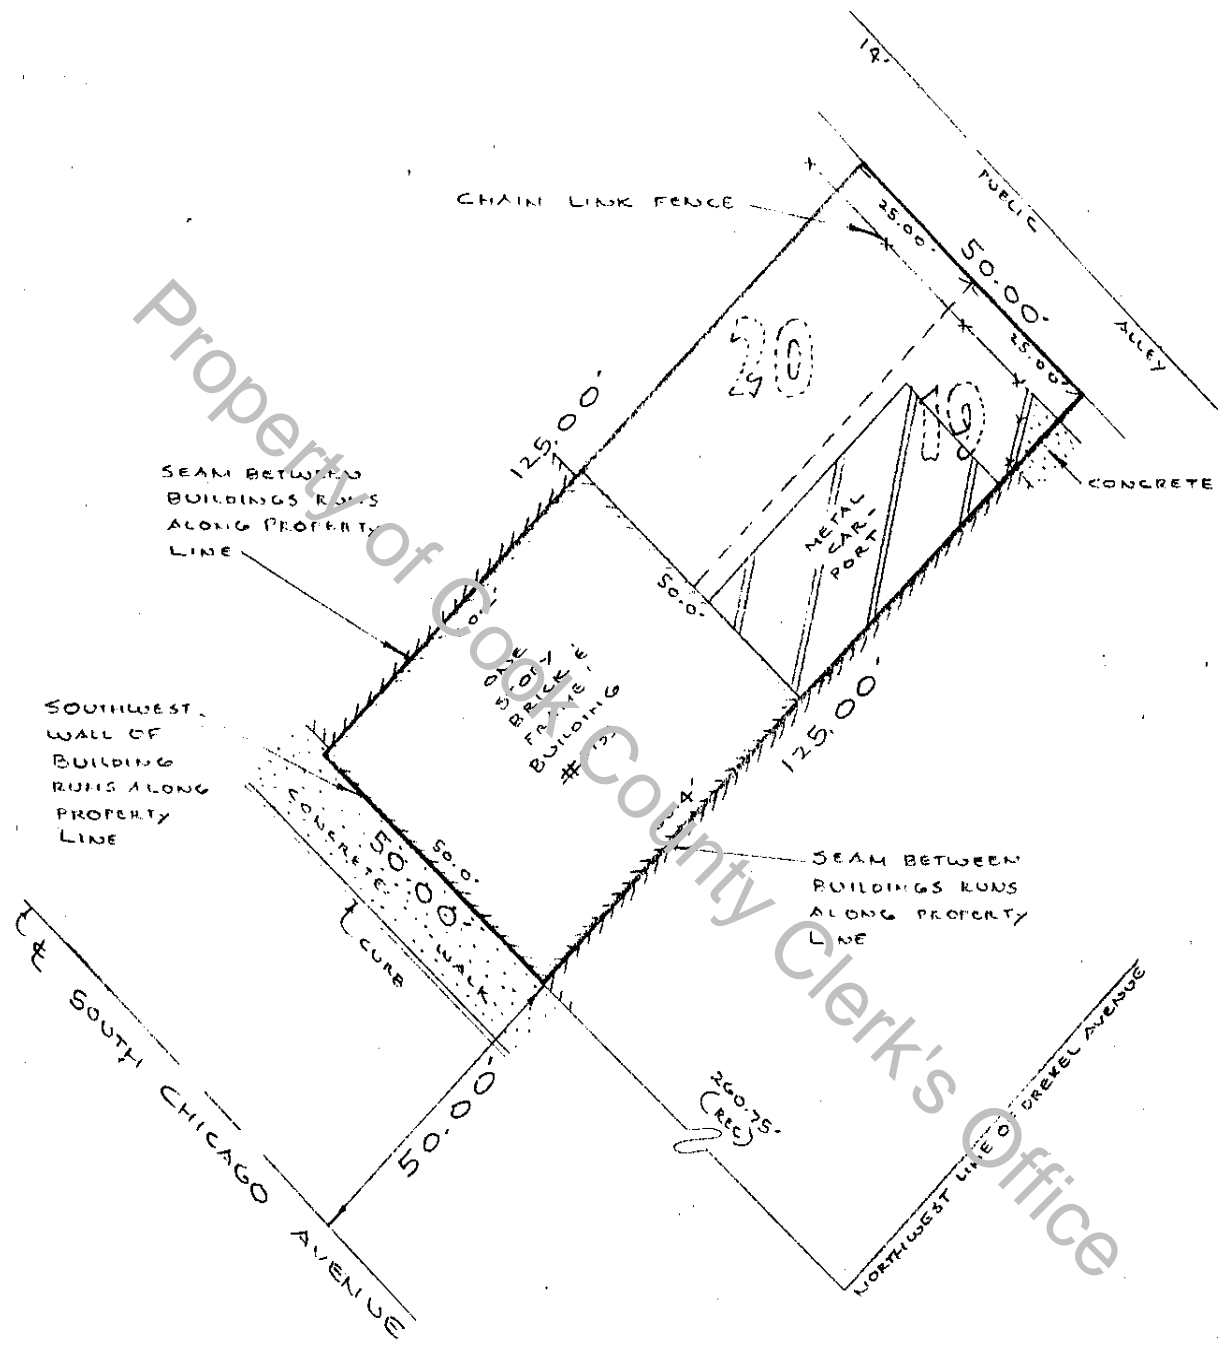 14'
PUBLIC
ALLEY
CHAIN LINK FENCE
25.00'
50.00'
25.00'
20
19
125.00'
CONCRETE
SEAM BETWEEN
BUILDINGS RUNS
ALONG PROPERTY
LINE
METAL
CAR-
PORT
50.0'
ONE
STORY
BRICK &
FRAME
BUILDING
125.00'
SOUTHWEST
WALL OF
BUILDING
RUNS ALONG
PROPERTY
LINE
CONCRETE WALK
50.00'
50.0'
CURB
SEAM BETWEEN
BUILDINGS RUNS
ALONG PROPERTY
LINE
℄
SOUTH CHICAGO AVENUE
50.00'
260.75'
(REC)
NORTHWEST LINE OF DREXEL AVENUE
Property of Cook County Clerk's Office